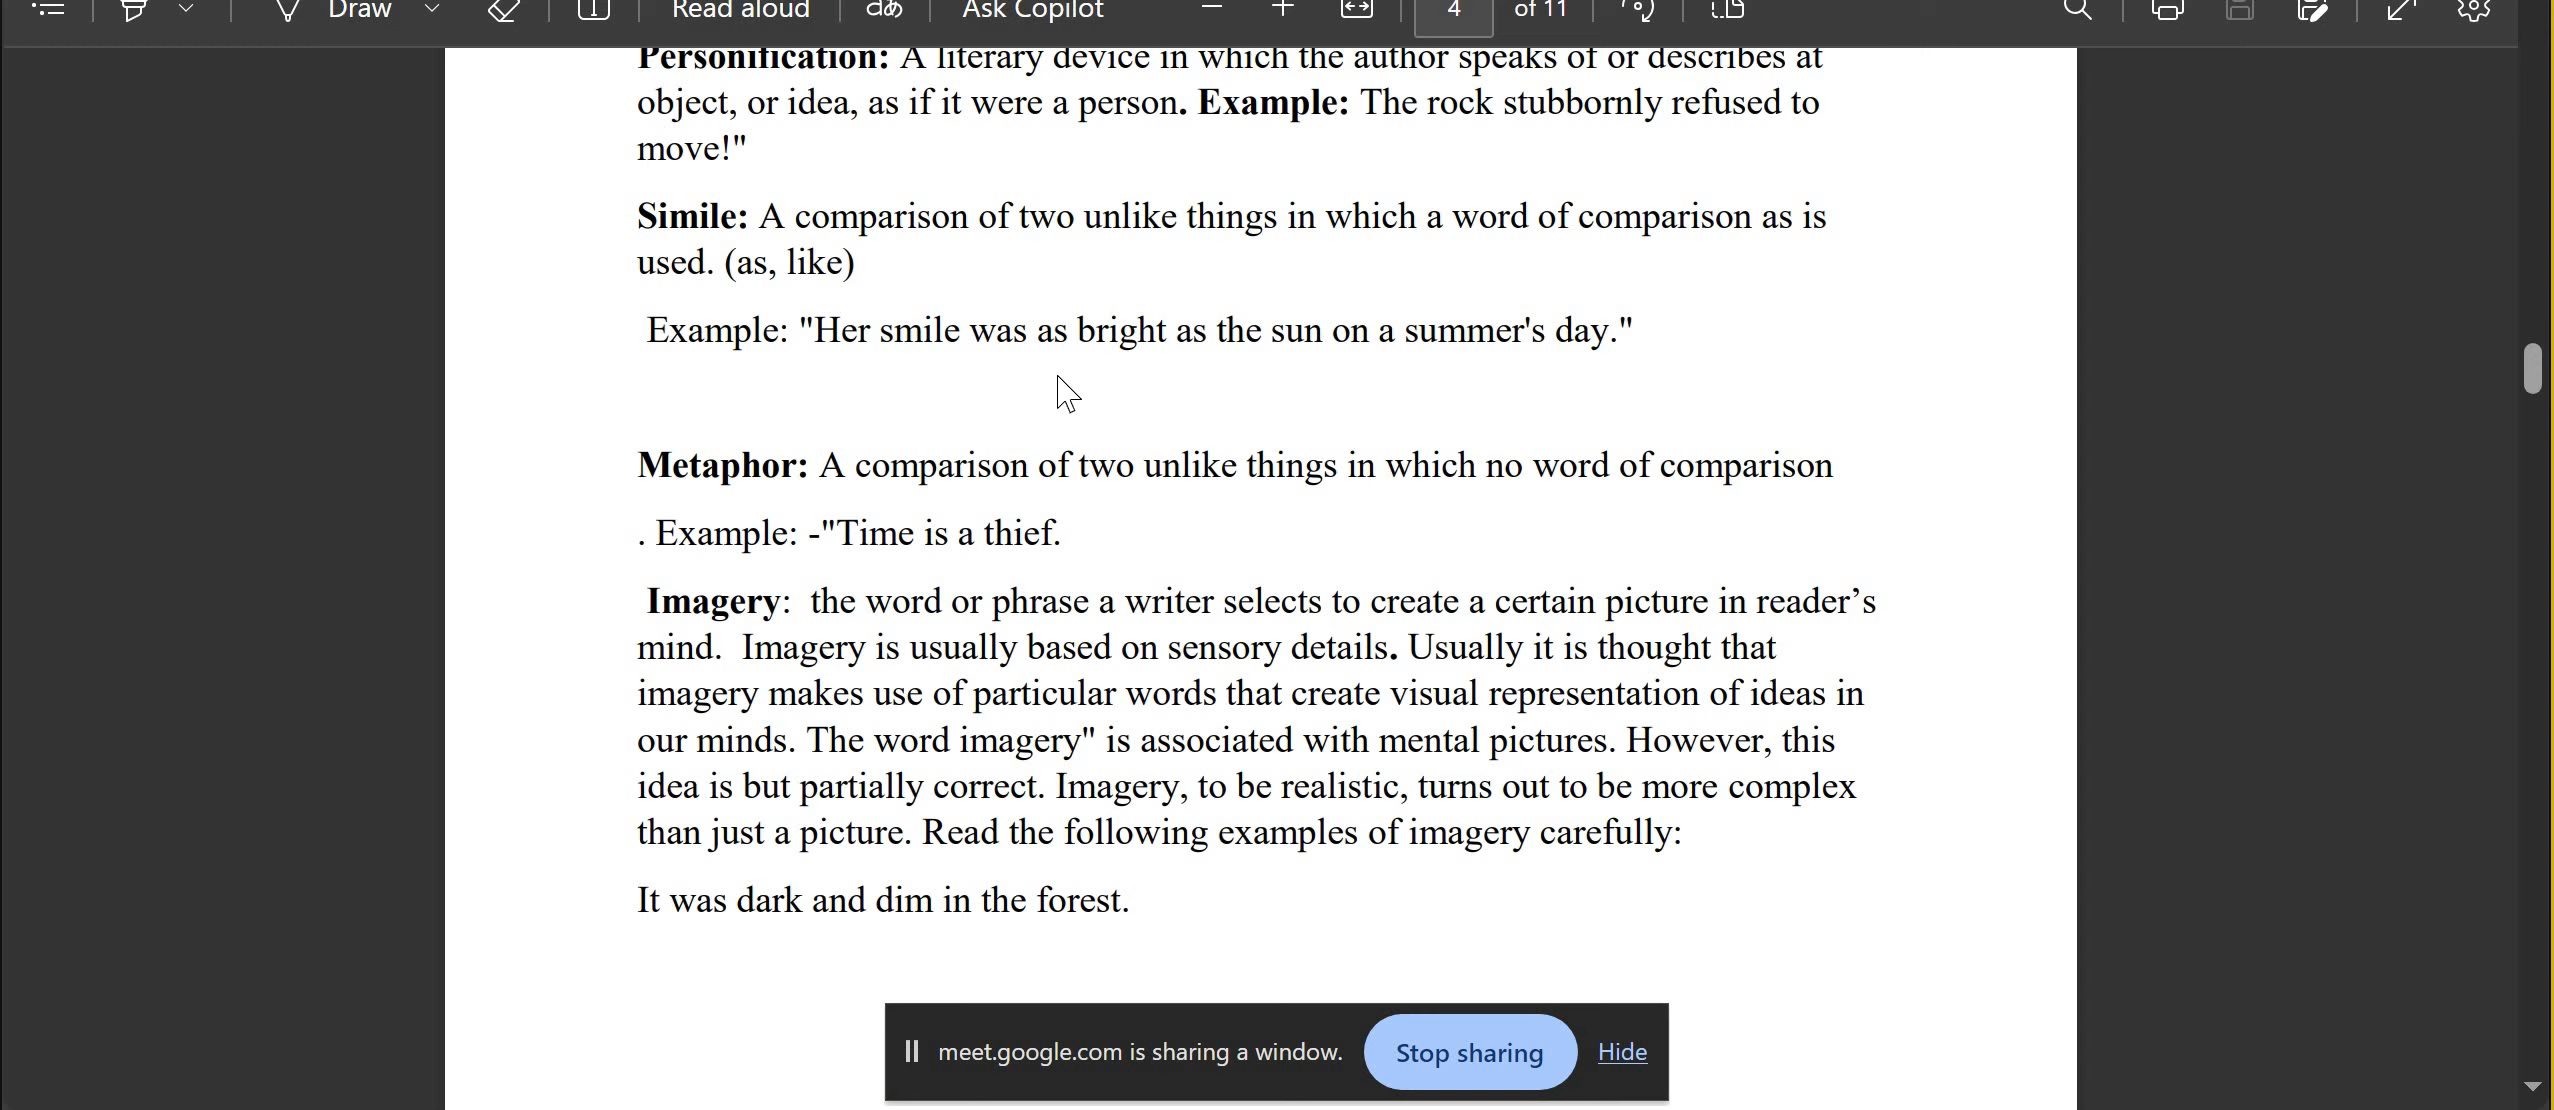 Draw
Read aloud
aあ
Ask Copilot
4 of 11
Personification: A literary device in which the author speaks of or describes at
object, or idea, as if it were a person. Example: The rock stubbornly refused to
move!"
Simile: A comparison of two unlike things in which a word of comparison as is
used. (as, like)
Example: "Her smile was as bright as the sun on a summer's day."
Metaphor: A comparison of two unlike things in which no word of comparison
. Example: -"Time is a thief.
Imagery: the word or phrase a writer selects to create a certain picture in reader’s
mind. Imagery is usually based on sensory details. Usually it is thought that
imagery makes use of particular words that create visual representation of ideas in
our minds. The word imagery" is associated with mental pictures. However, this
idea is but partially correct. Imagery, to be realistic, turns out to be more complex
than just a picture. Read the following examples of imagery carefully:
It was dark and dim in the forest.
meet.google.com is sharing a window.
Stop sharing
Hide